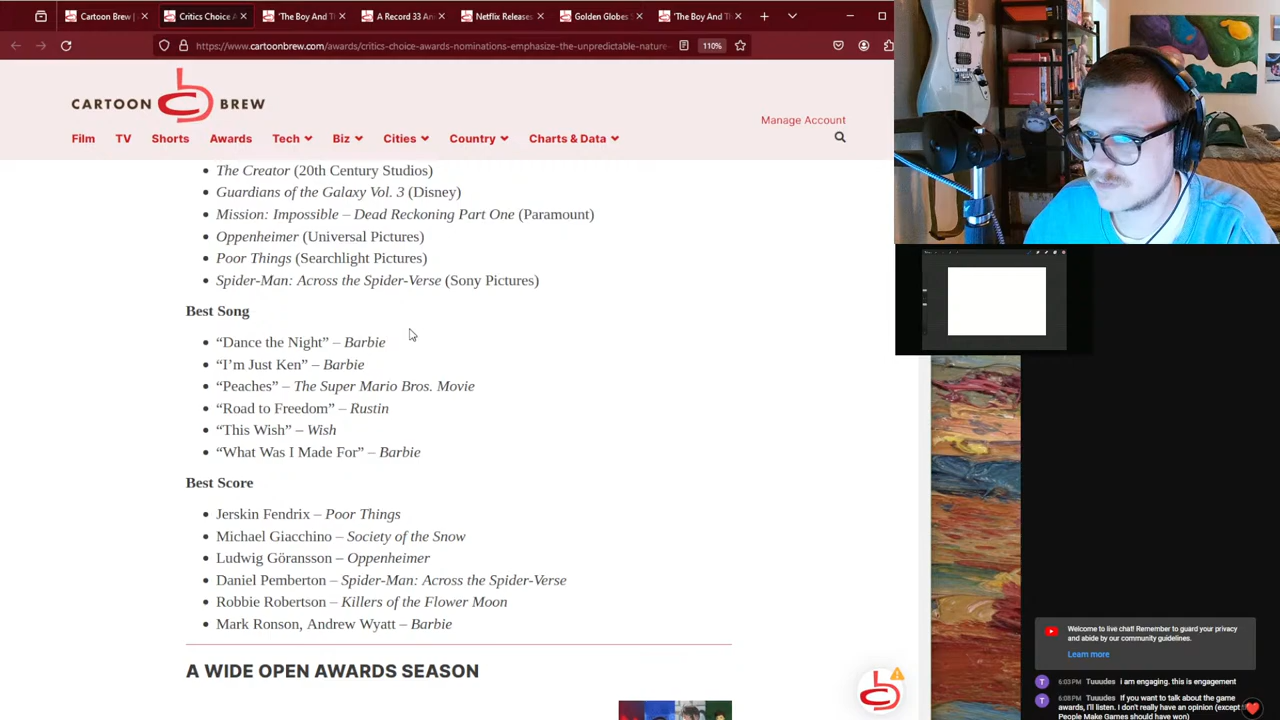 Cartoon Brew |
Critics Choice A
'The Boy And Th
A Record 33 An
Netflix Releases
Golden Globes
'The Boy And Th
https://www.cartoonbrew.com/awards/critics-choice-awards-nominations-emphasize-the-unpredictable-nature-
110%
CARTOON BREW
Manage Account
Film TV Shorts Awards Tech Biz Cities Country Charts & Data
• The Creator (20th Century Studios)
• Guardians of the Galaxy Vol. 3 (Disney)
• Mission: Impossible – Dead Reckoning Part One (Paramount)
• Oppenheimer (Universal Pictures)
• Poor Things (Searchlight Pictures)
• Spider-Man: Across the Spider-Verse (Sony Pictures)
Best Song
• “Dance the Night” – Barbie
• “I’m Just Ken” – Barbie
• “Peaches” – The Super Mario Bros. Movie
• “Road to Freedom” – Rustin
• “This Wish” – Wish
• “What Was I Made For” – Barbie
Best Score
• Jerskin Fendrix – Poor Things
• Michael Giacchino – Society of the Snow
• Ludwig Göransson – Oppenheimer
• Daniel Pemberton – Spider-Man: Across the Spider-Verse
• Robbie Robertson – Killers of the Flower Moon
• Mark Ronson, Andrew Wyatt – Barbie
A WIDE OPEN AWARDS SEASON
Welcome to live chat! Remember to guard your privacy
and abide by our community guidelines.
Learn more
T 6:03 PM Tuuudes i am engaging. this is engagement
T 6:08 PM Tuuudes If you want to talk about the game
awards, I'll listen. I don't really have an opinion (except
People Make Games should have won)